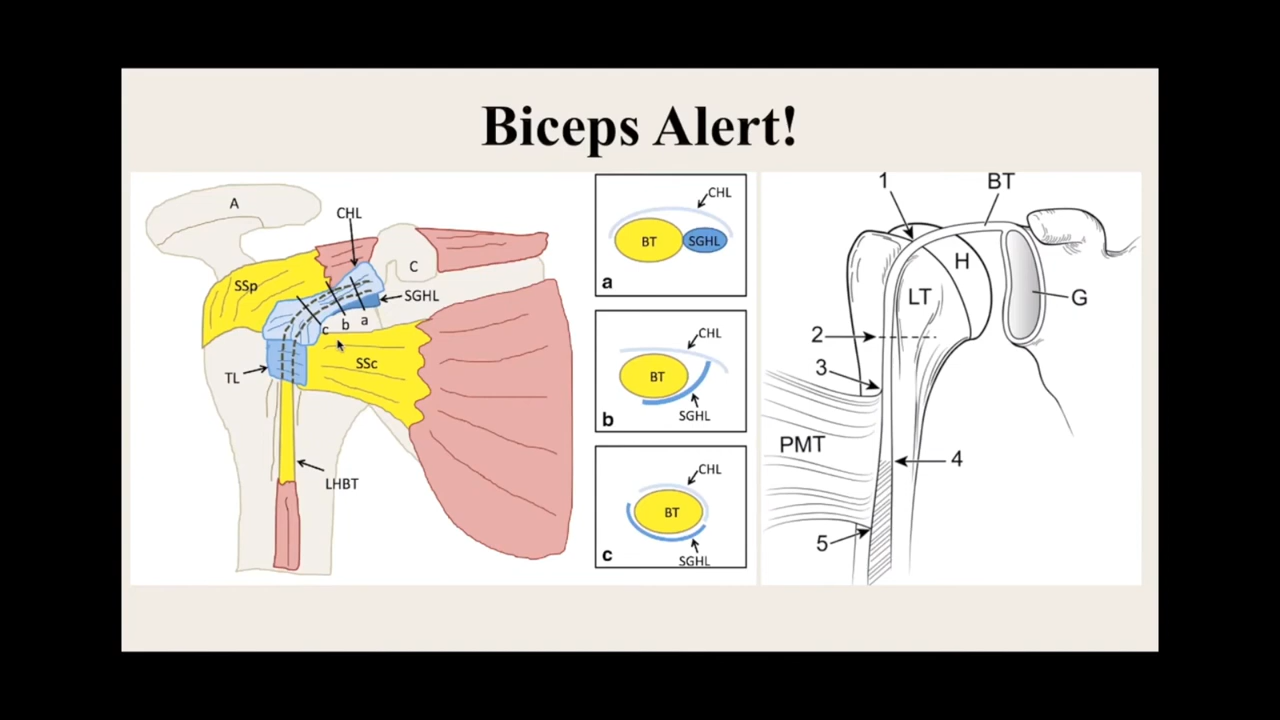 Biceps Alert!
A
CHL
C
SSp
SGHL
a
b
c
SSc
TL
LHBT
CHL
BT
SGHL
a
CHL
BT
SGHL
b
CHL
BT
SGHL
c
1
BT
H
LT
G
2
3
PMT
4
5